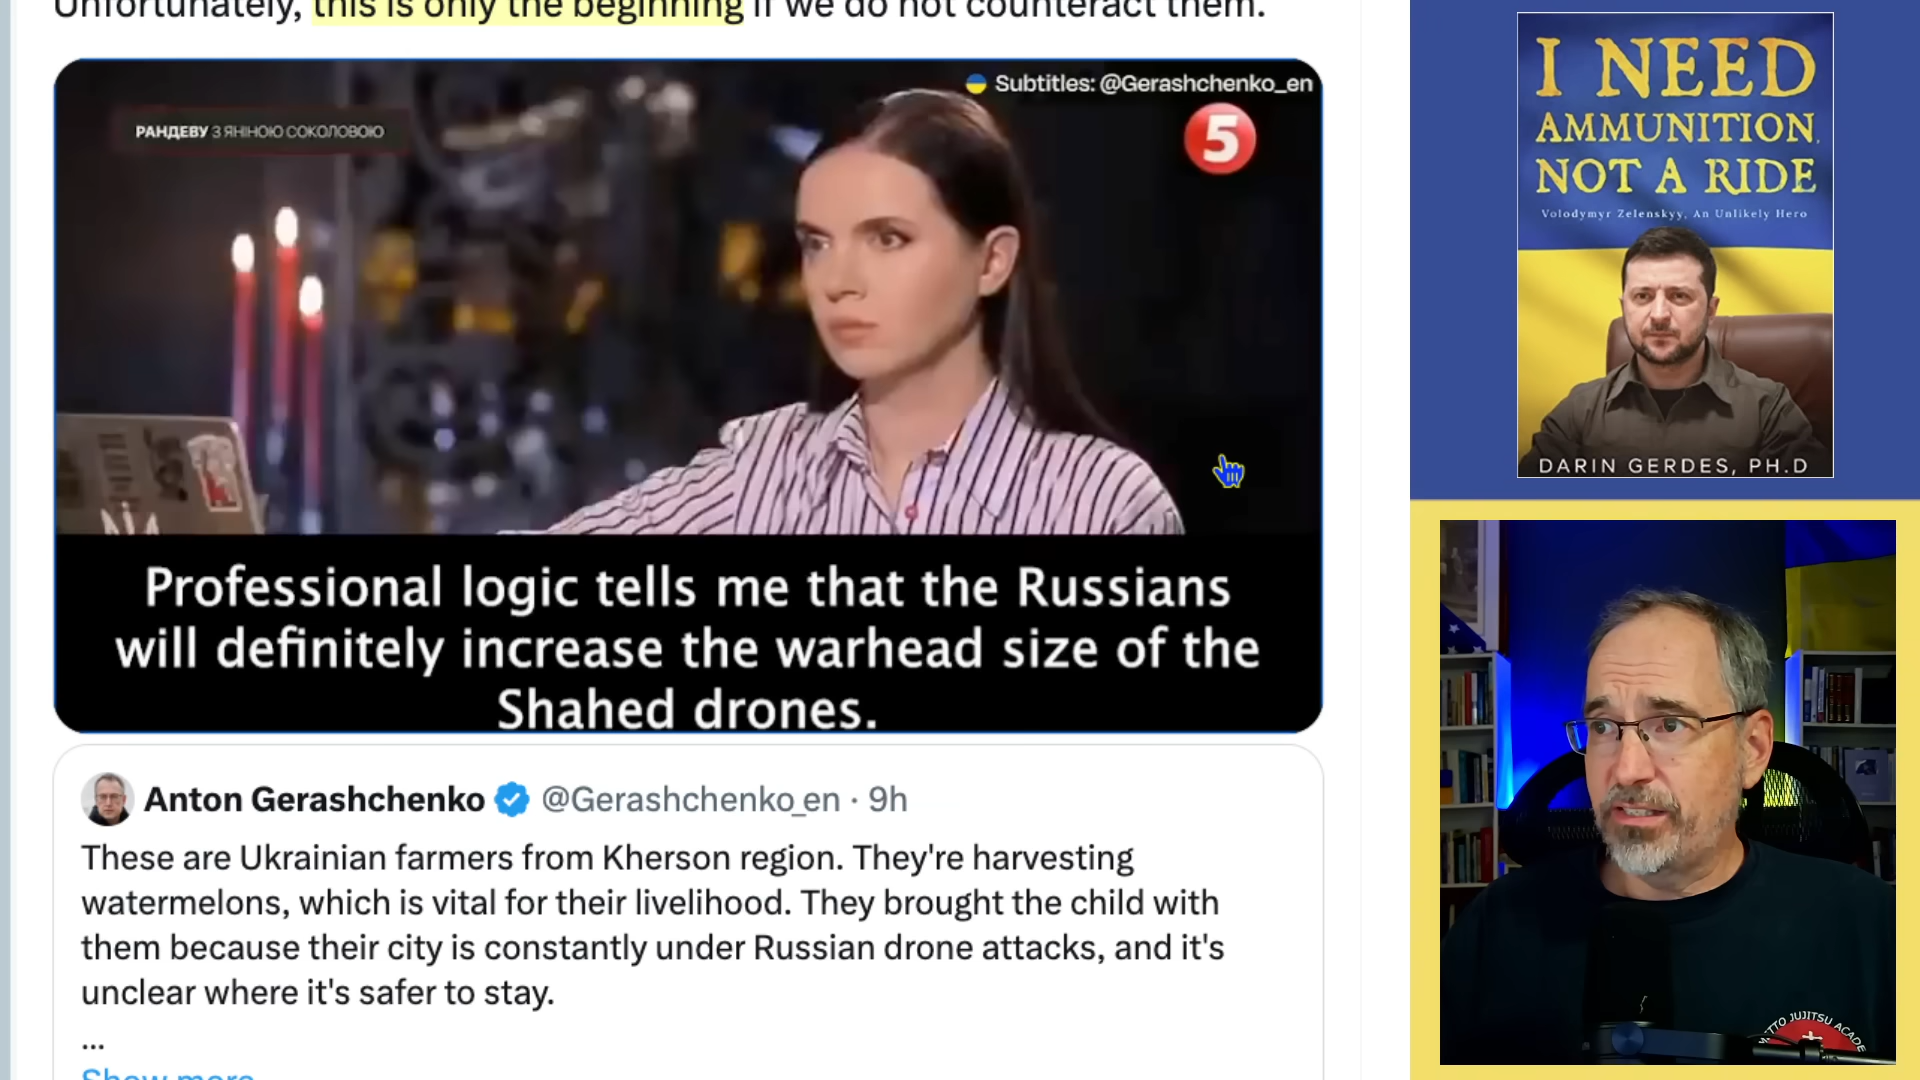 Unfortunately, this is only the beginning if we do not counteract them.
Subtitles: @Gerashchenko_en
РАНДЕВУ З ЯНІНОЮ СОКОЛОВОЮ
5
Professional logic tells me that the Russians
will definitely increase the warhead size of the
Shahed drones.
Anton Gerashchenko @Gerashchenko_en · 9h
These are Ukrainian farmers from Kherson region. They're harvesting
watermelons, which is vital for their livelihood. They brought the child with
them because their city is constantly under Russian drone attacks, and it's
unclear where it's safer to stay.
...
Show more
I NEED
AMMUNITION,
NOT A RIDE
Volodymyr Zelenskyy, An Unlikely Hero
DARIN GERDES, PH.D
JUJITSU